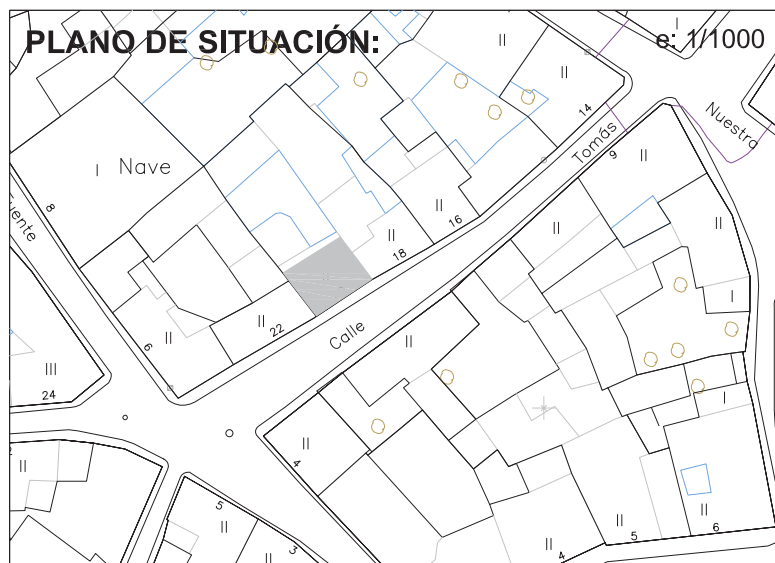 PLANO DE SITUACIÓN:
e: 1/1000
I
II
II
14
Nuestra
Tomás
9
II
I
Nave
8
II
16
II
18
II
II
I
Calle
22
II
6
II
II
III
24
4
II
I
II
5
II
3
II
4
II
5
II
6
II